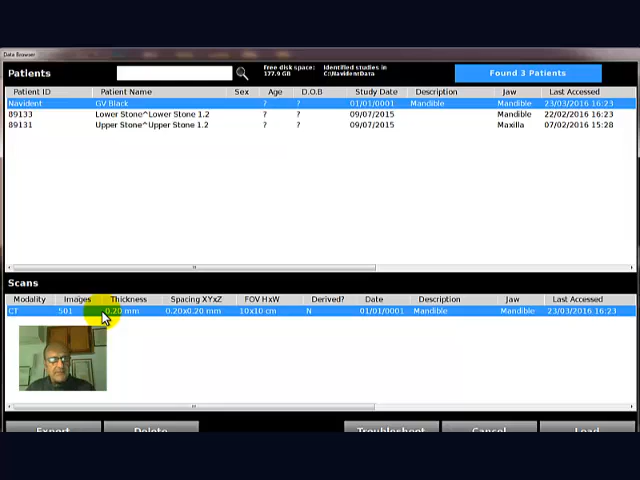 Data Browser
Patients
free disk space: 177.9 GB
Identified studies in C:\NavidentData
Found 3 Patients
Patient ID Patient Name Sex Age D.O.B Study Date Description Jaw Last Accessed
Navident GV Black ? ? 01/01/0001 Mandible Mandible 23/03/2016 16:23
89133 Lower Stone^Lower Stone 1.2 ? ? 09/07/2015 Mandible 22/02/2016 16:23
89131 Upper Stone^Upper Stone 1.2 ? ? 09/07/2015 Maxilla 07/02/2016 15:28
Scans
Modality Images Thickness Spacing XYxZ FOV HxW Derived? Date Description Jaw Last Accessed
CT 501 0.20 mm 0.20x0.20 mm 10x10 cm N 01/01/0001 Mandible Mandible 23/03/2016 16:23
Export Delete Troubleshoot Cancel Load